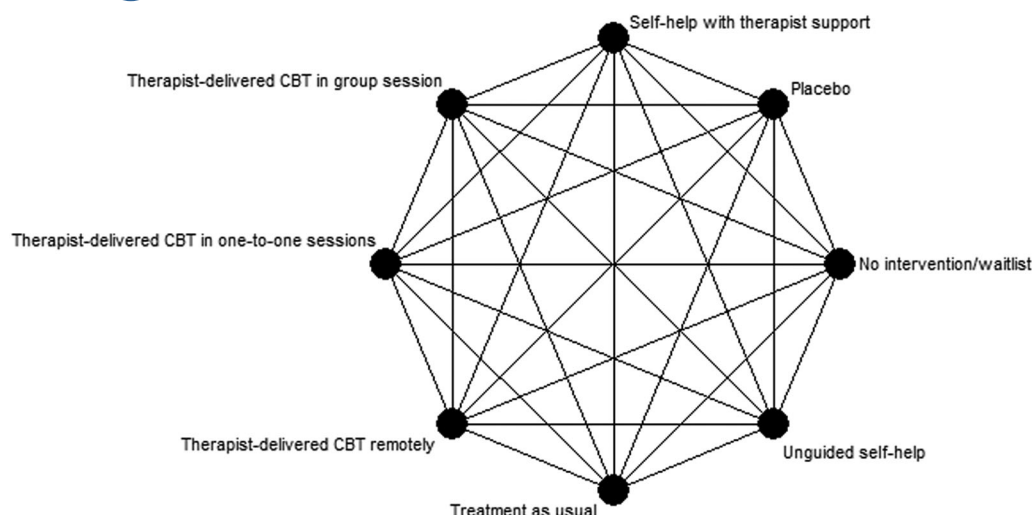 Self-help with therapist support
Therapist-delivered CBT in group session
Placebo
Therapist-delivered CBT in one-to-one sessions
No intervention/waitlist
Therapist-delivered CBT remotely
Unguided self-help
Treatment as usual